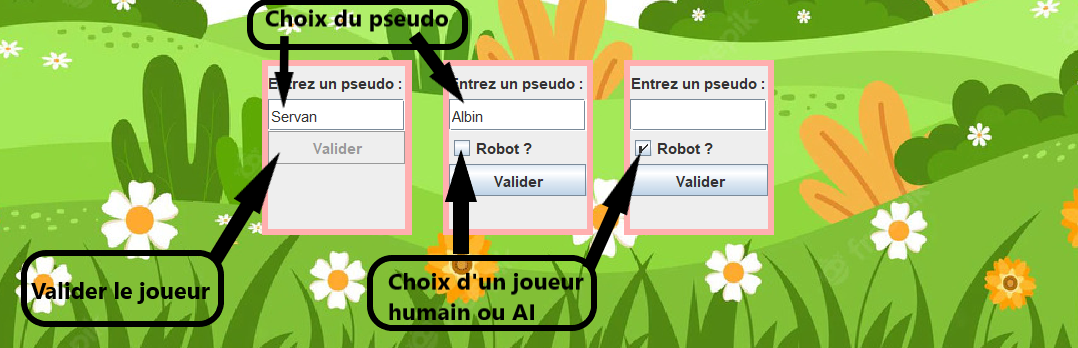 Choix du pseudo
Entrez un pseudo :
Servan
Valider
Entrez un pseudo :
Albin
Robot ?
Valider
Entrez un pseudo :
Robot ?
Valider
Valider le joueur
Choix d'un joueur
humain ou AI